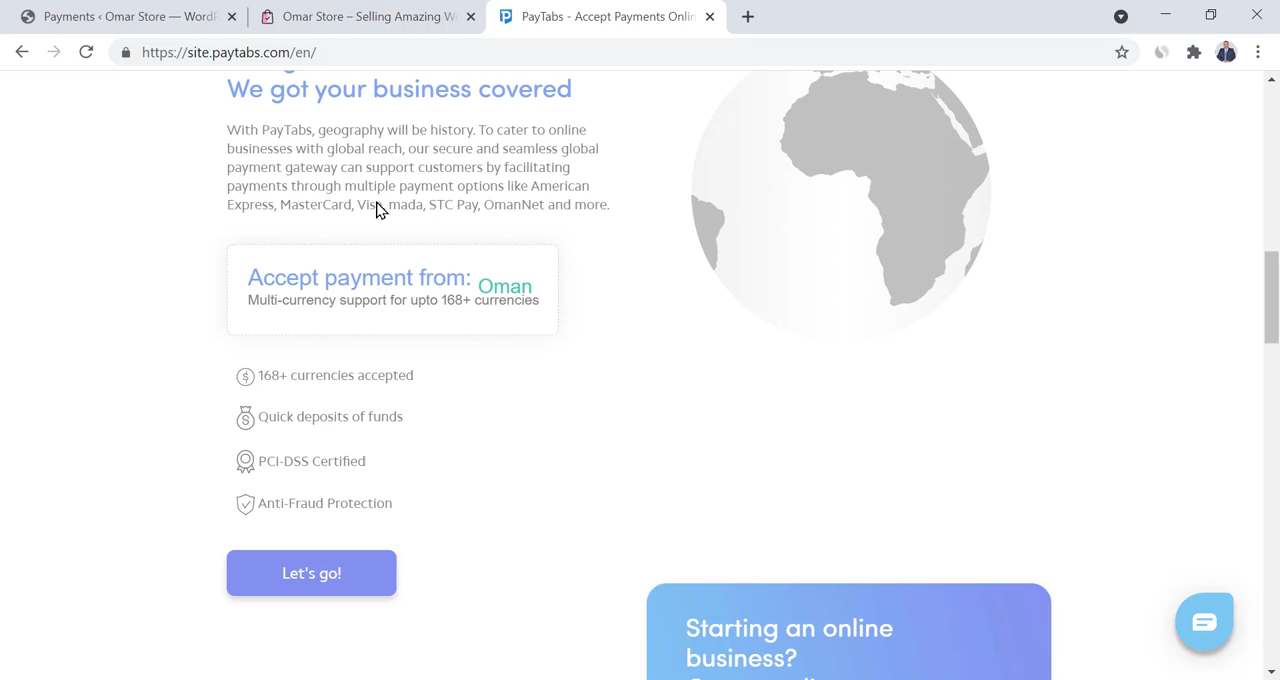 Payments ‹ Omar Store — WordP
Omar Store – Selling Amazing W
PayTabs - Accept Payments Onlin
https://site.paytabs.com/en/
We got your business covered
With PayTabs, geography will be history. To cater to online
businesses with global reach, our secure and seamless global
payment gateway can support customers by facilitating
payments through multiple payment options like American
Express, MasterCard, Visa, mada, STC Pay, OmanNet and more.
Accept payment from: Oman
Multi-currency support for upto 168+ currencies
168+ currencies accepted
Quick deposits of funds
PCI-DSS Certified
Anti-Fraud Protection
Let's go!
Starting an online
business?